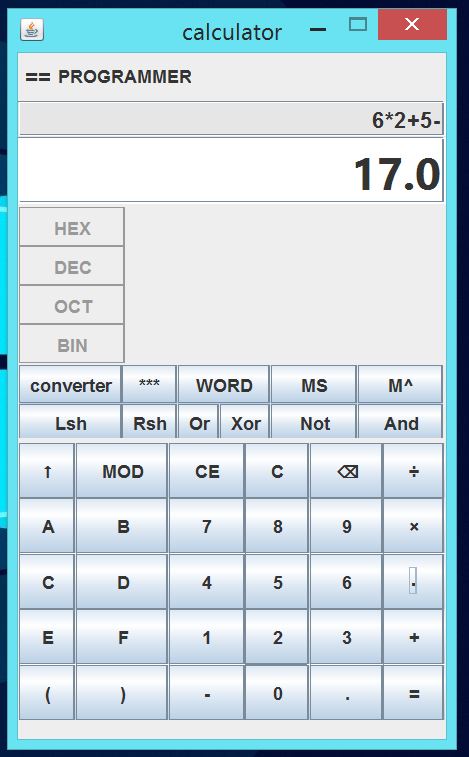 calculator
== PROGRAMMER
6*2+5-
17.0
HEX
DEC
OCT
BIN
converter *** WORD MS M^
Lsh Rsh Or Xor Not And
↑ MOD CE C ⌫ ÷
A B 7 8 9 ×
C D 4 5 6 .
E F 1 2 3 +
( ) - 0 . =